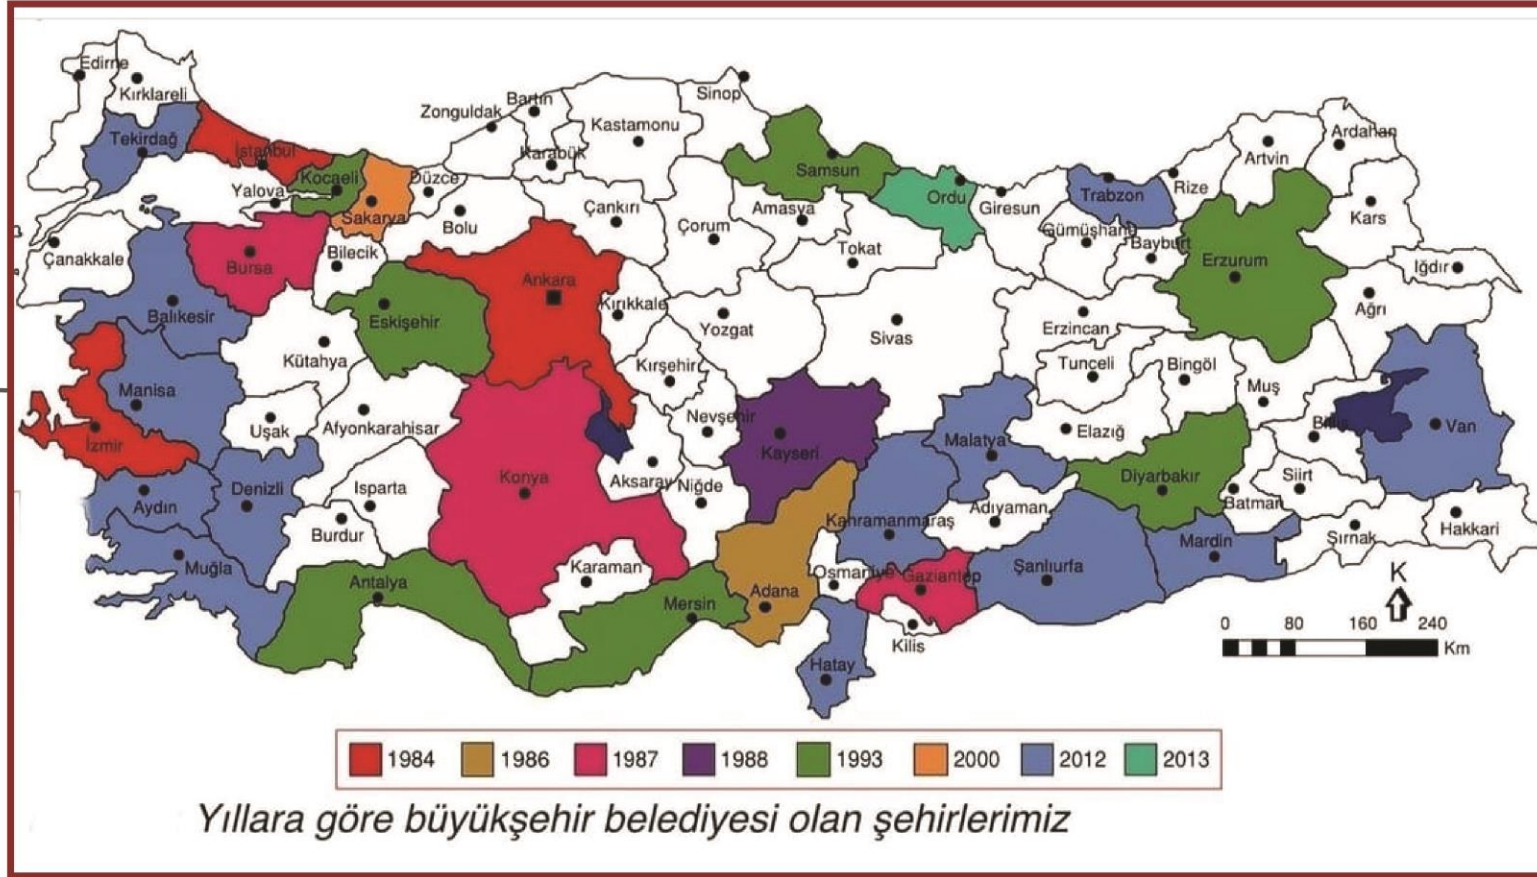 Edirne
Kırklareli
Tekirdağ
İstanbul
Kocaeli
Yalova
Sakarya
Düzce
Zonguldak
Bartın
Karabük
Kastamonu
Sinop
Samsun
Ordu
Giresun
Trabzon
Rize
Artvin
Ardahan
Kars
Iğdır
Ağrı
Erzurum
Bayburt
Gümüşhane
Çanakkale
Bursa
Bilecik
Bolu
Çankırı
Çorum
Amasya
Tokat
Balıkesir
Kütahya
Eskişehir
Ankara
Kırıkkale
Yozgat
Sivas
Erzincan
Tunceli
Bingöl
Muş
Manisa
İzmir
Uşak
Afyonkarahisar
Konya
Kırşehir
Nevşehir
Aksaray
Niğde
Kayseri
Malatya
Elazığ
Diyarbakır
Bitlis
Van
Siirt
Batman
Şırnak
Hakkari
Aydın
Denizli
Isparta
Burdur
Muğla
Antalya
Karaman
Mersin
Adana
Osmaniye
Kahramanmaraş
Adıyaman
Gaziantep
Şanlıurfa
Mardin
Kilis
Hatay
K
0 80 160 240
Km
1984 1986 1987 1988 1993 2000 2012 2013
Yıllara göre büyükşehir belediyesi olan şehirlerimiz